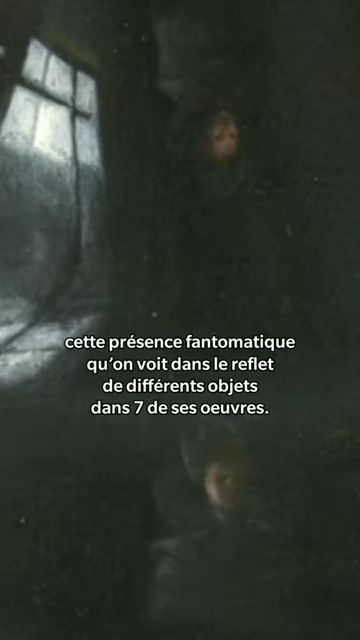 cette présence fantomatique
qu'on voit dans le reflet
de différents objets
dans 7 de ses oeuvres.